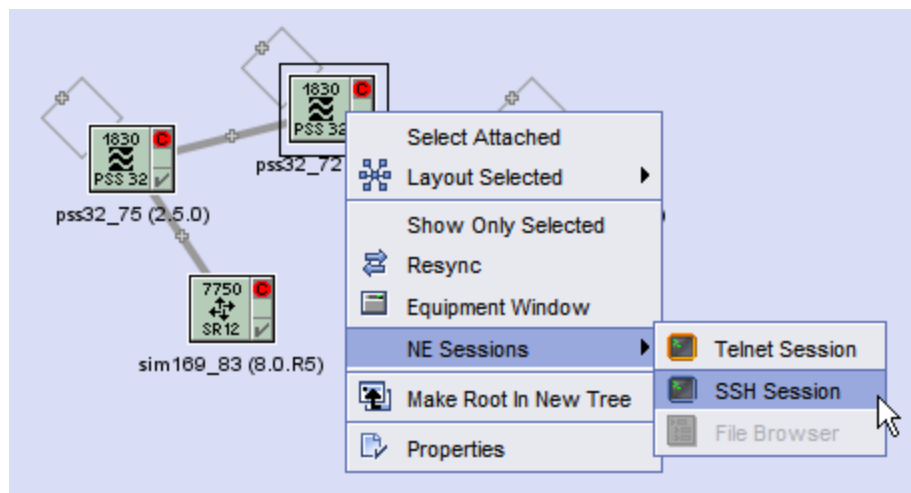 1830
PSS 32
C
pss32_72
1830
PSS 32
C
pss32_75 (2.5.0)
7750
SR12
C
sim169_83 (8.0.R5)
Select Attached
Layout Selected
Show Only Selected
Resync
Equipment Window
NE Sessions
Make Root In New Tree
Properties
Telnet Session
SSH Session
File Browser